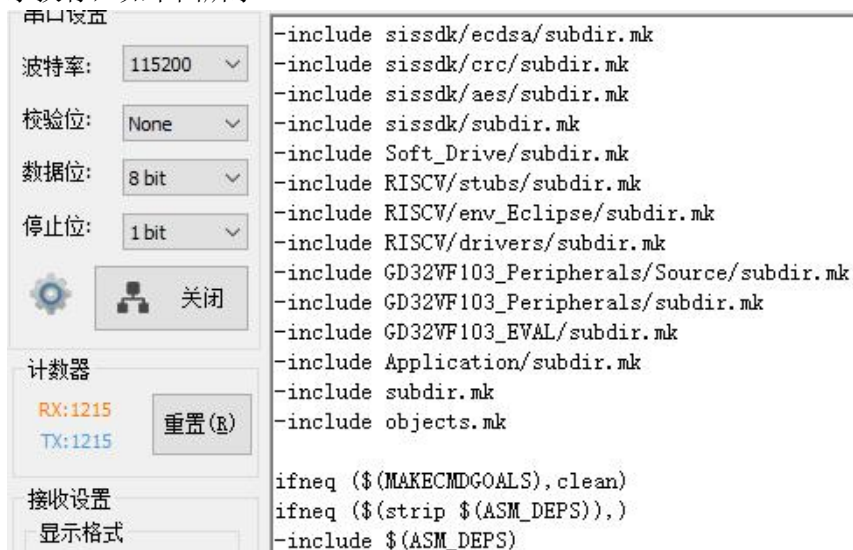 串口设置
波特率: 115200
校验位: None
数据位: 8 bit
停止位: 1 bit
关闭
计数器
RX:1215
TX:1215
重置(R)
接收设置
显示格式
-include sissdk/ecdsa/subdir.mk
-include sissdk/crc/subdir.mk
-include sissdk/aes/subdir.mk
-include sissdk/subdir.mk
-include Soft_Drive/subdir.mk
-include RISCV/stubs/subdir.mk
-include RISCV/env_Eclipse/subdir.mk
-include RISCV/drivers/subdir.mk
-include GD32VF103_Peripherals/Source/subdir.mk
-include GD32VF103_Peripherals/subdir.mk
-include GD32VF103_EVAL/subdir.mk
-include Application/subdir.mk
-include subdir.mk
-include objects.mk
ifneq ($(MAKECMDGOALS),clean)
ifneq ($(strip $(ASM_DEPS)),)
-include $(ASM_DEPS)